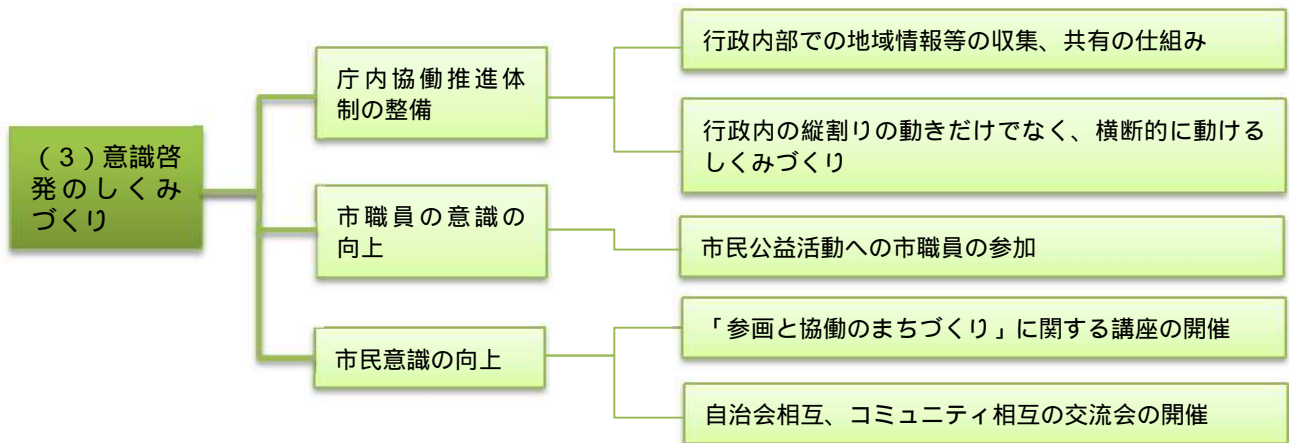 (3)意識啓
発のしくみ
づくり
庁内協働推進体
制の整備
行政内部での地域情報等の収集、共有の仕組み
行政内の縦割りの動きだけでなく、横断的に動ける
しくみづくり
市職員の意識の
向上
市民公益活動への市職員の参加
市民意識の向上
「参画と協働のまちづくり」に関する講座の開催
自治会相互、コミュニティ相互の交流会の開催